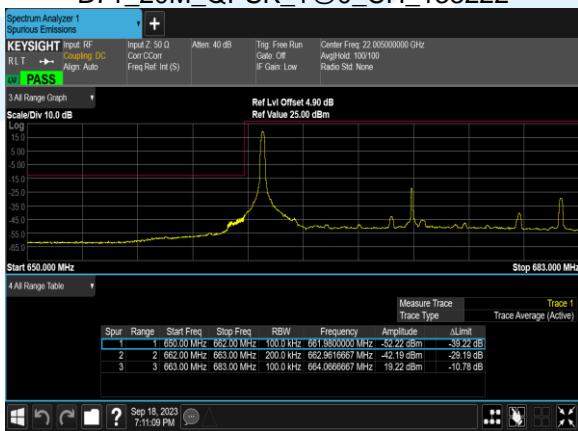 Spectrum Analyzer 1
Spurious Emissions
KEYSIGHT Input: RF Input Z: 50 Ω Atten: 40 dB Trig: Free Run Center Freq: 22.005000000 GHz
RLT Coupling: DC Corr CCorr Gate: Off Avg|Hold: 100/100
Align: Auto Freq Ref: Int (S) IF Gain: Low Radio Std: None
PASS
3 All Range Graph
Ref Lvl Offset 4.90 dB
Scale/Div 10.0 dB Ref Value 25.00 dBm
Log
15.0
5.00
-5.00
-15.0
-25.0
-35.0
-45.0
-55.0
-65.0
Start 650.000 MHz Stop 683.000 MHz
4 All Range Table
Measure Trace Trace 1
Trace Type Trace Average (Active)
Spur Range Start Freq Stop Freq RBW Frequency Amplitude ΔLimit
1 1 650.00 MHz 662.00 MHz 100.0 kHz 661.9800000 MHz -52.22 dBm -39.22 dB
2 2 662.00 MHz 663.00 MHz 200.0 kHz 662.9616667 MHz -42.19 dBm -29.19 dB
3 3 663.00 MHz 683.00 MHz 100.0 kHz 664.0666667 MHz 19.22 dBm -10.78 dB
?
Sep 18, 2023
7:11:09 PM